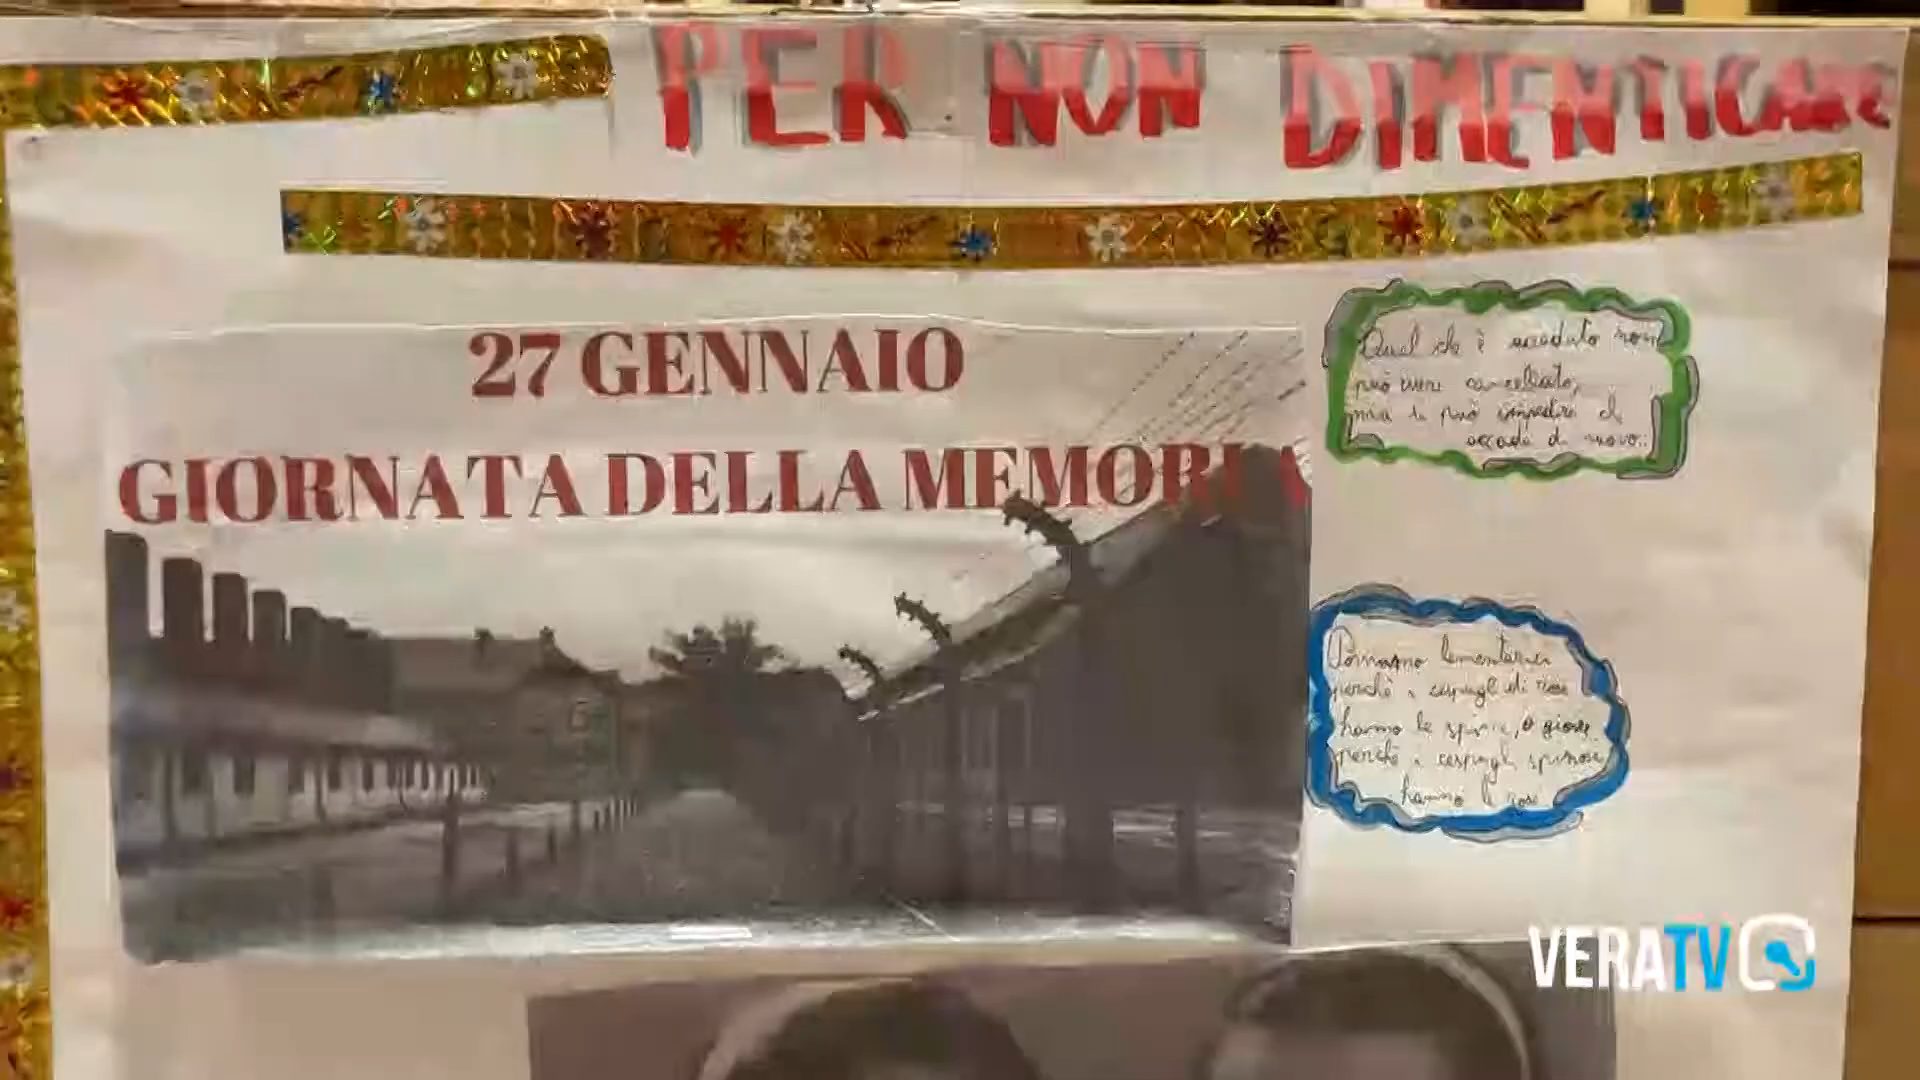 PER NON DIMENTICARE
27 GENNAIO
GIORNATA DELLA MEMORIA
Quel che è accaduto non
può essere cancellato,
ma si può impedire che
accada di nuovo..
Possiamo lamentarci
perchè i cespugli di rose
hanno le spine, o gioire
perchè i cespugli spinosi
hanno le rose
VERATV